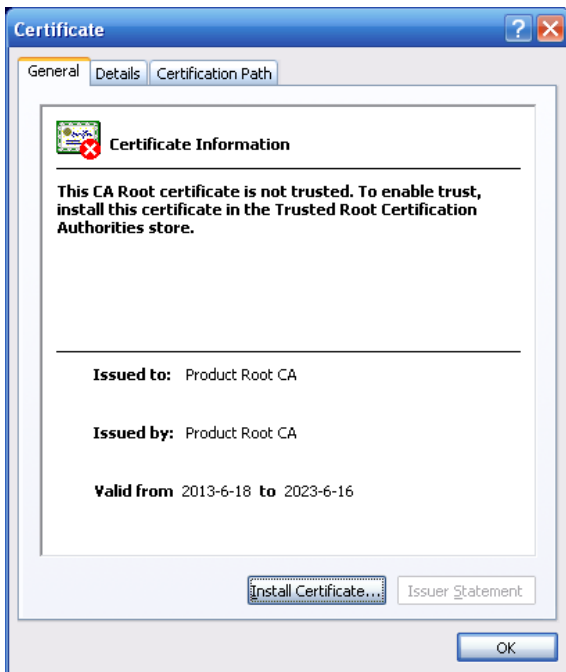 Certificate
General Details Certification Path
Certificate Information
This CA Root certificate is not trusted. To enable trust,
install this certificate in the Trusted Root Certification
Authorities store.
Issued to: Product Root CA
Issued by: Product Root CA
Valid from 2013-6-18 to 2023-6-16
Install Certificate... Issuer Statement
OK